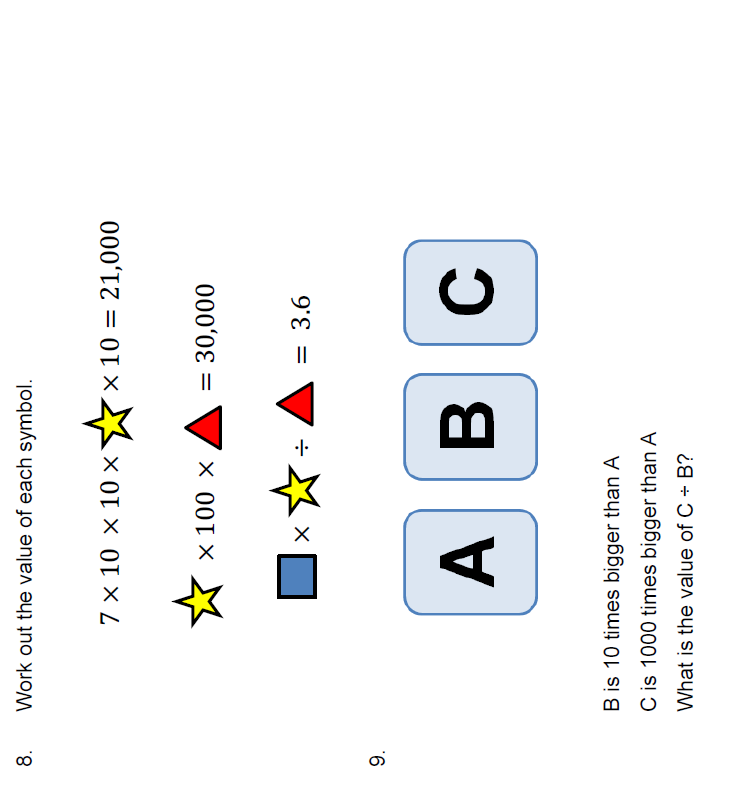 8. Work out the value of each symbol.
7 × 10 × 10 × ★ × 10 = 21,000
★ × 100 × ▲ = 30,000
■ × ★ ÷ ▲ = 3.6
9.
A B C
B is 10 times bigger than A
C is 1000 times bigger than A
What is the value of C ÷ B?